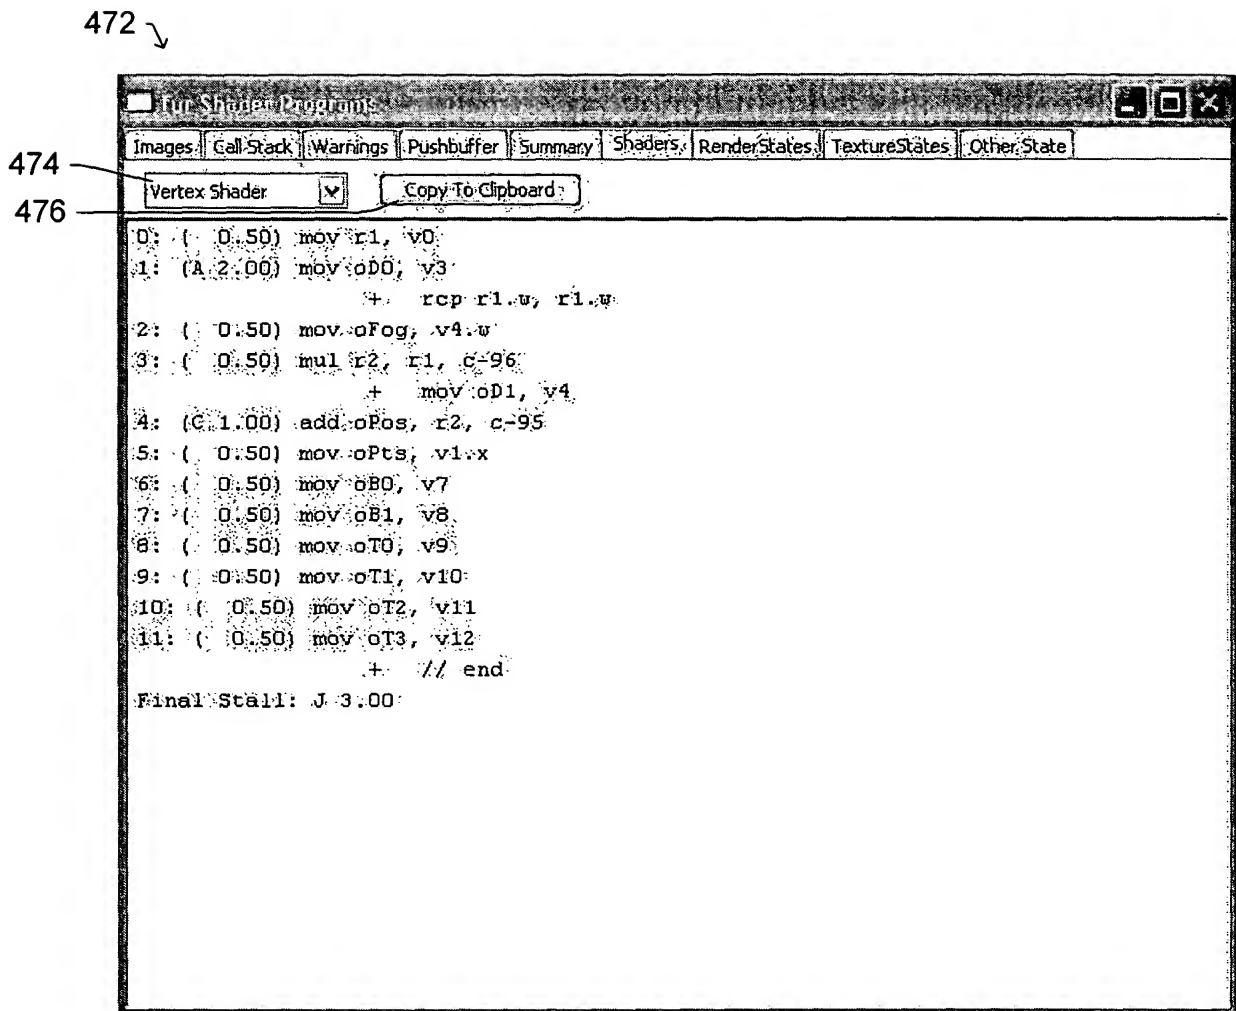 472
Tur Shader Programs
Images Call Stack Warnings Pushbuffer Summary Shaders RenderStates TextureStates Other State
474
Vertex Shader Copy To Clipboard
476
0: ( 0.50) mov r1, v0
1: (A 2.00) mov oD0, v3
+ rcp r1.w, r1.w
2: ( 0.50) mov oFog, v4.w
3: ( 0.50) mul r2, r1, c-96
+ mov oD1, v4
4: (C 1.00) add oPos, r2, c-95
5: ( 0.50) mov oPts, v1.x
6: ( 0.50) mov oB0, v7
7: ( 0.50) mov oB1, v8
8: ( 0.50) mov oT0, v9
9: ( 0.50) mov oT1, v10
10: ( 0.50) mov oT2, v11
11: ( 0.50) mov oT3, v12
+ // end
Final Stall: J 3.00